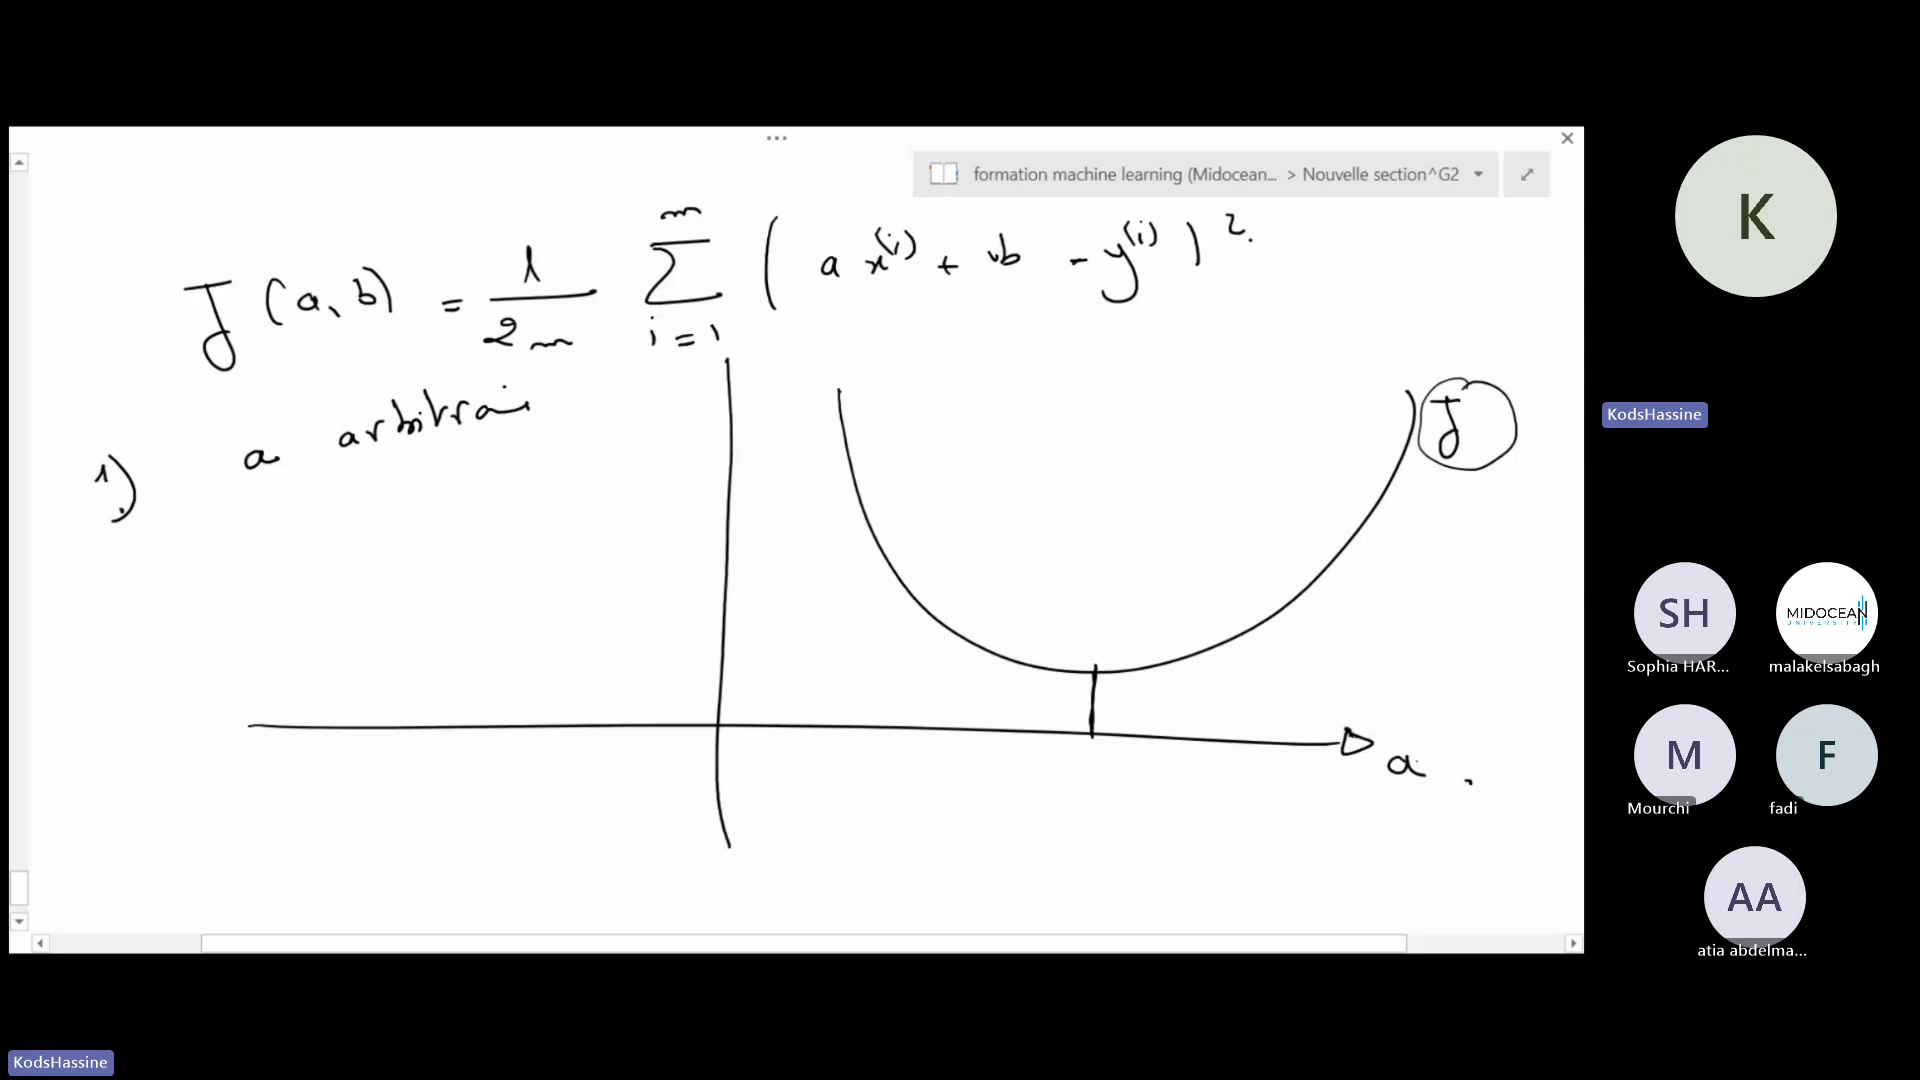 formation machine learning (Midocean... > Nouvelle section^G2
J(a, b) = 1/2m ∑_{i=1}^{m} (a x^(i) + b - y^(i))².
1) a arbitrai
J
a .
K
KodsHassine
SH
Sophia HAR...
MIDOCEAN
UNIVERSITY
malakelsabagh
M
Mourchi
F
fadi
AA
atia abdelma...
KodsHassine